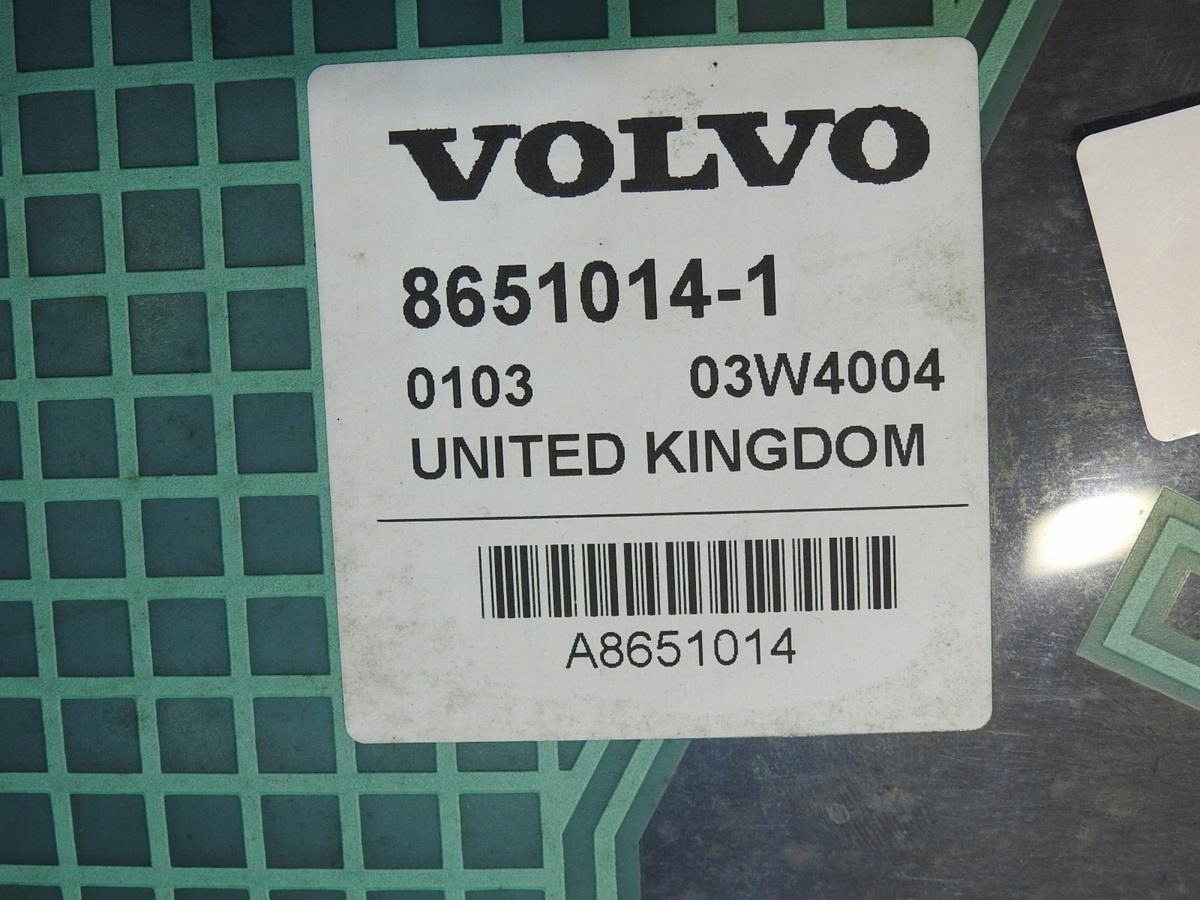 VOLVO
8651014-1
0103 03W4004
UNITED KINGDOM
A8651014